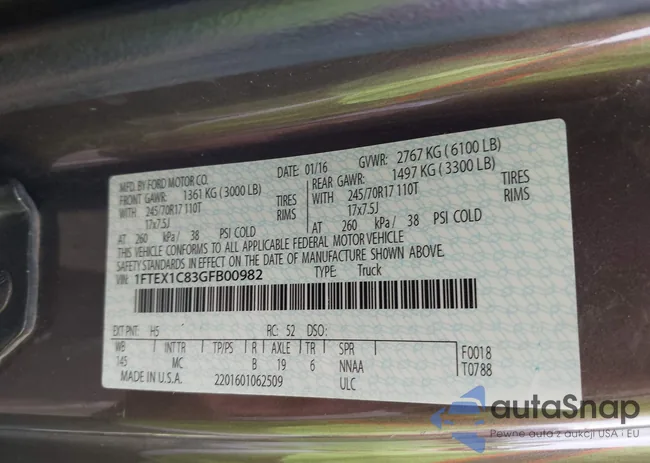 MFD. BY FORD MOTOR CO.
DATE: 01/16 GVWR: 2767 KG (6100 LB)
FRONT GAWR: 1361 KG (3000 LB)
REAR GAWR: 1497 KG (3300 LB)
WITH 245/70R17 110T TIRES
WITH 245/70R17 110T TIRES
17x7.5J RIMS
17x7.5J RIMS
AT 260 kPa/ 38 PSI COLD
AT 260 kPa/ 38 PSI COLD
THIS VEHICLE CONFORMS TO ALL APPLICABLE FEDERAL MOTOR VEHICLE
SAFETY STANDARDS IN EFFECT ON THE DATE OF MANUFACTURE SHOWN ABOVE.
VIN: 1FTEX1C83GFB00982 TYPE: Truck
EXT PNT: H5 RC: 52 DSO:
WB INT TR TP/PS R AXLE TR SPR F0018
145 MC B 19 6 NNAA T0788
MADE IN U.S.A. 2201601062509 ULC
autaSnap
Pewne auta z aukcji USA i EU